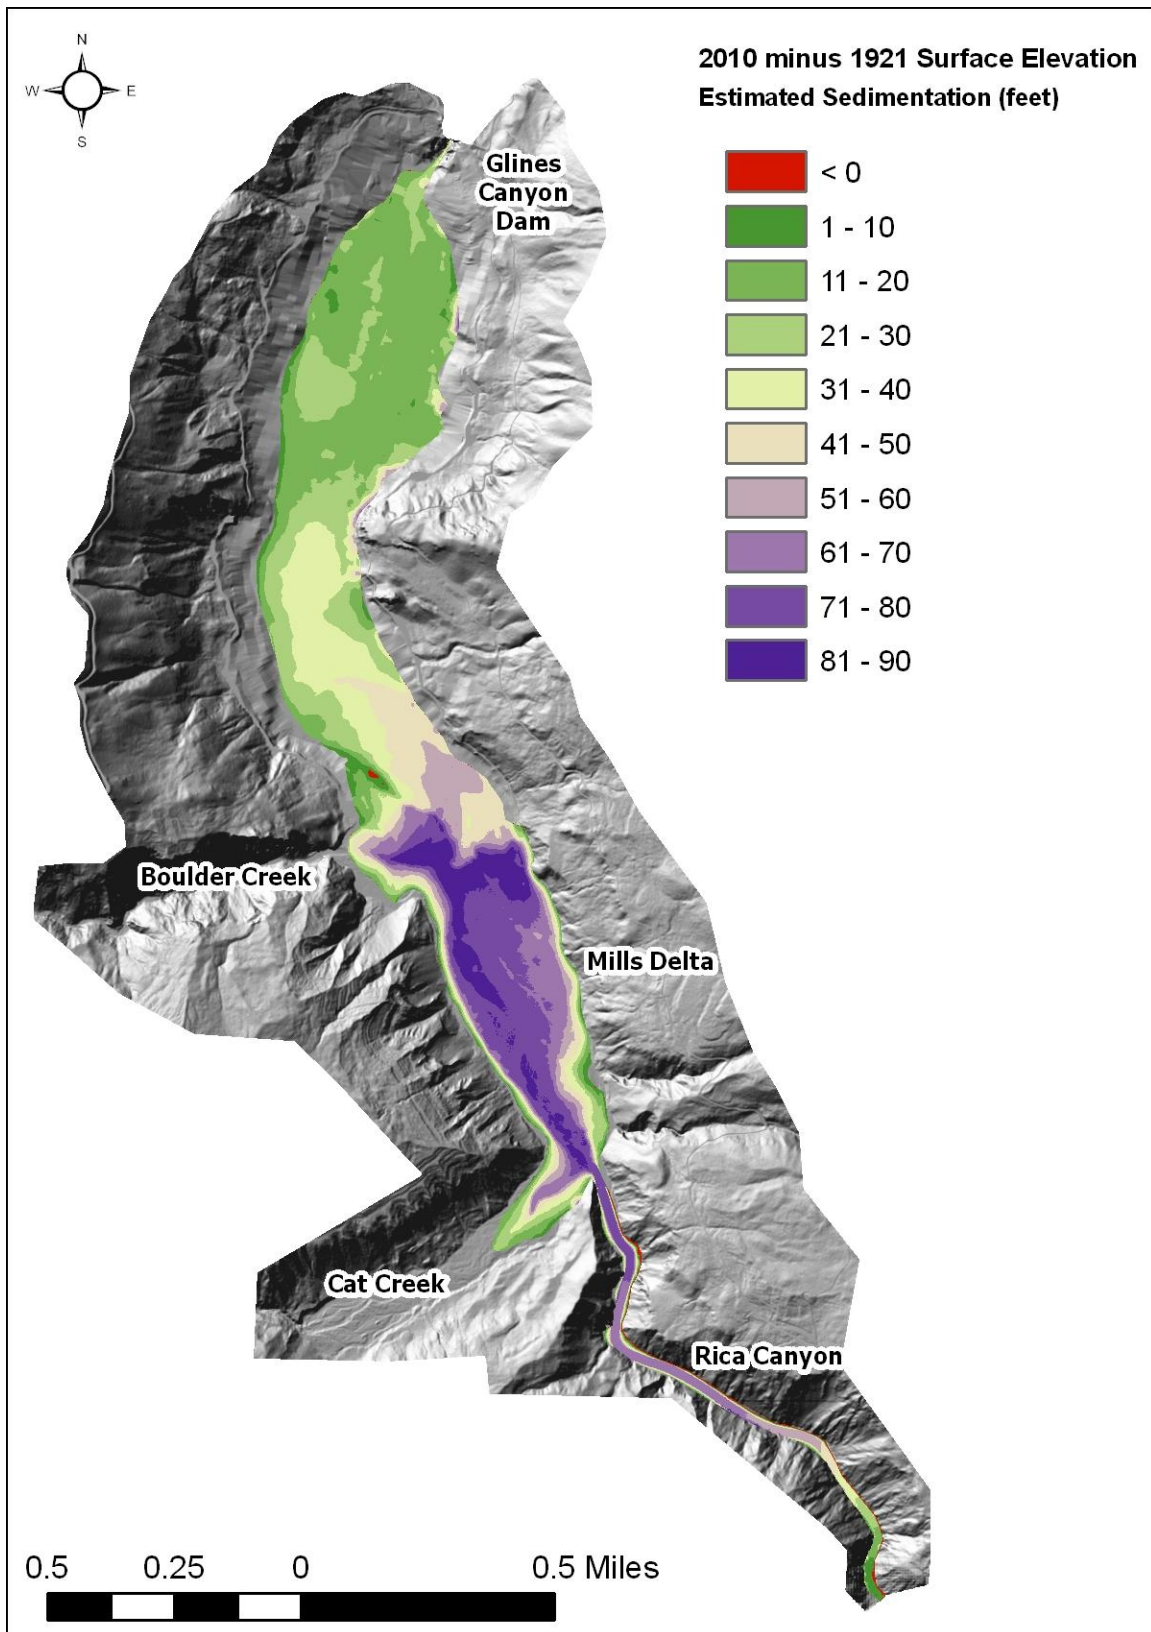 N
W E
S
2010 minus 1921 Surface Elevation
Estimated Sedimentation (feet)
< 0
1 - 10
11 - 20
21 - 30
31 - 40
41 - 50
51 - 60
61 - 70
71 - 80
81 - 90
Glines
Canyon
Dam
Boulder Creek
Mills Delta
Cat Creek
Rica Canyon
0.5 0.25 0 0.5 Miles